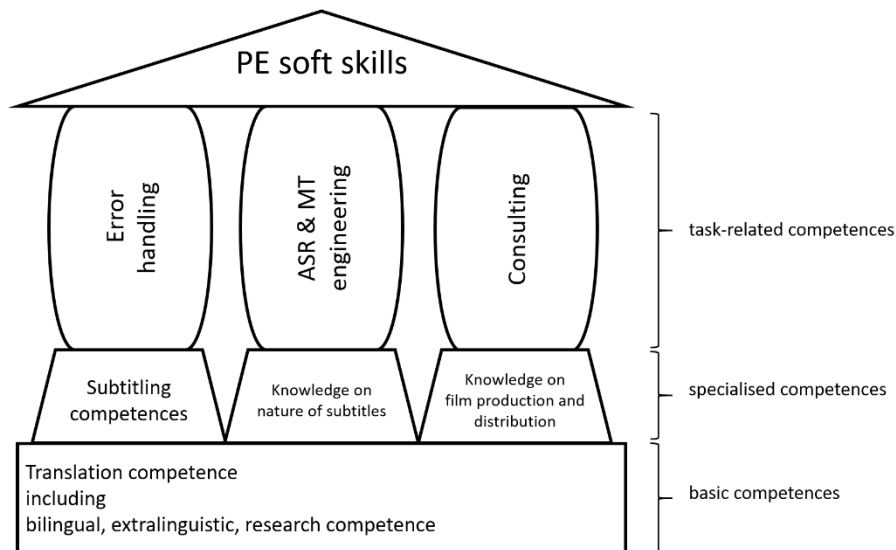 PE soft skills
Error
handling
ASR & MT
engineering
Consulting
task-related competences
Subtitling
competences
Knowledge on
nature of subtitles
Knowledge on
film production and
distribution
specialised competences
Translation competence
including
bilingual, extralinguistic, research competence
basic competences